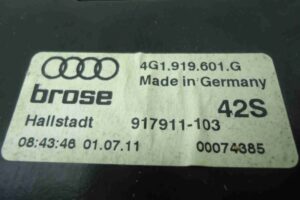 4G1.919.601.G
Made in Germany
brose 42S
Hallstadt 917911-103
08:43:46 01.07.11 00074385